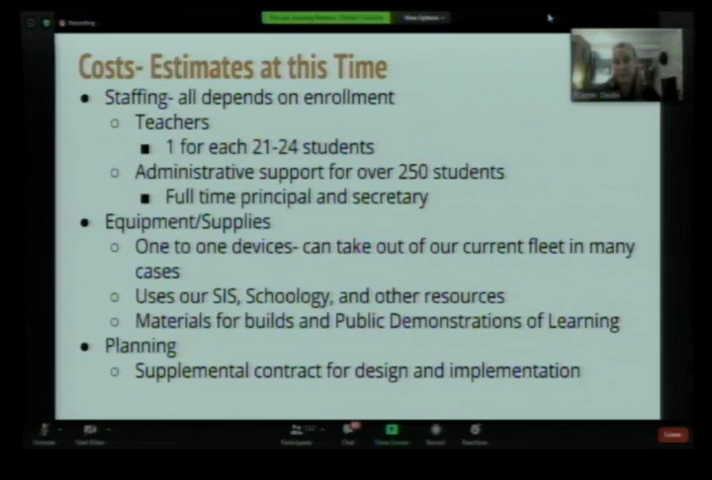 Recording
View Options
Costs- Estimates at this Time
● Staffing- all depends on enrollment
○ Teachers
■ 1 for each 21-24 students
○ Administrative support for over 250 students
■ Full time principal and secretary
● Equipment/Supplies
○ One to one devices- can take out of our current fleet in many
cases
○ Uses our SIS, Schoology, and other resources
○ Materials for builds and Public Demonstrations of Learning
● Planning
○ Supplemental contract for design and implementation
Participants
Chat
Share Screen
Record
Reactions
Leave